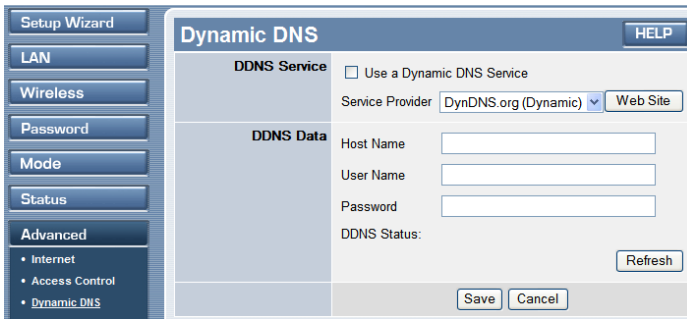 Setup Wizard
LAN
Wireless
Password
Mode
Status
Advanced
• Internet
• Access Control
• Dynamic DNS
Dynamic DNS
HELP
DDNS Service
Use a Dynamic DNS Service
Service Provider DynDNS.org (Dynamic) Web Site
DDNS Data
Host Name
User Name
Password
DDNS Status:
Refresh
Save Cancel